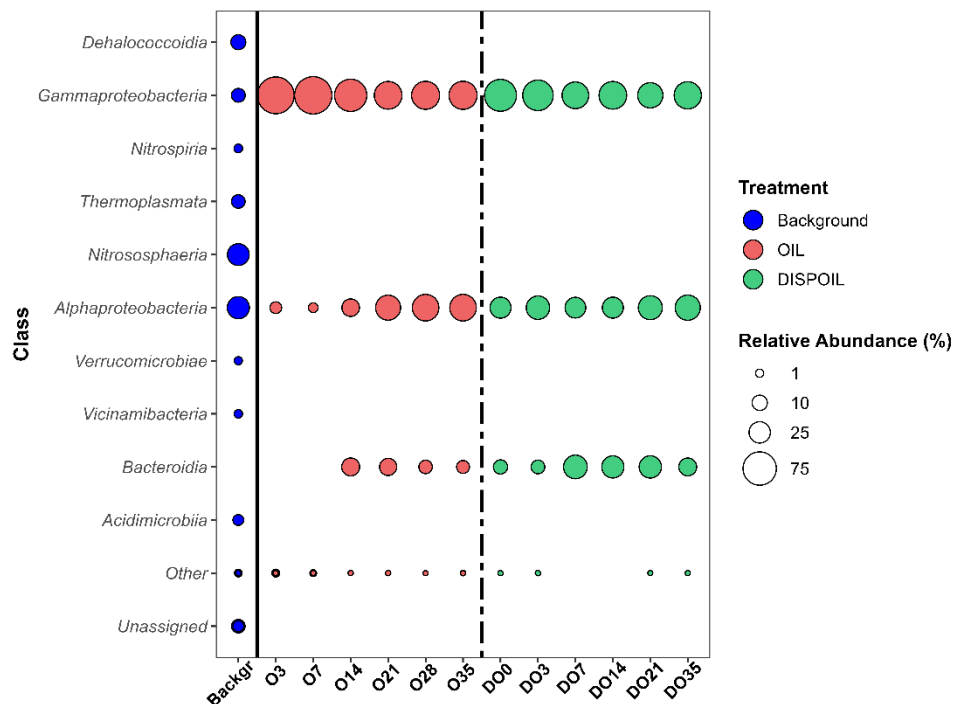 Class
Dehalococcoidia
Gammaproteobacteria
Nitrospiria
Thermoplasmata
Nitrososphaeria
Alphaproteobacteria
Verrucomicrobiae
Vicinamibacteria
Bacteroidia
Acidimicrobiia
Other
Unassigned
Backgr O3 O7 O14 O21 O28 O35 DO0 DO3 DO7 DO14 DO21 DO35
Treatment
Background
OIL
DISPOIL
Relative Abundance (%)
1
10
25
75